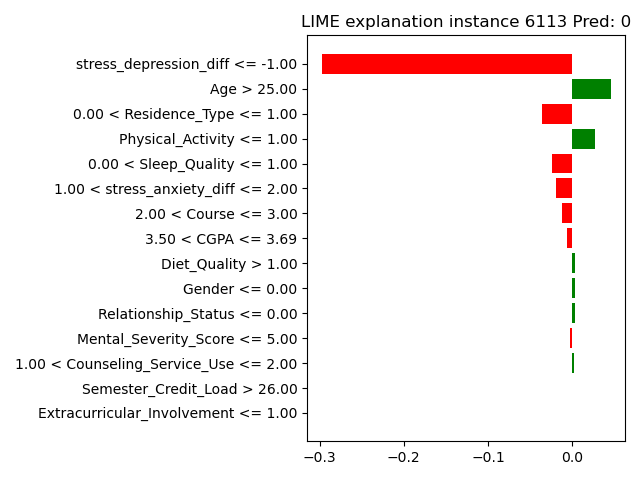 LIME explanation instance 6113 Pred: 0
stress_depression_diff <= -1.00
Age > 25.00
0.00 < Residence_Type <= 1.00
Physical_Activity <= 1.00
0.00 < Sleep_Quality <= 1.00
1.00 < stress_anxiety_diff <= 2.00
2.00 < Course <= 3.00
3.50 < CGPA <= 3.69
Diet_Quality > 1.00
Gender <= 0.00
Relationship_Status <= 0.00
Mental_Severity_Score <= 5.00
1.00 < Counseling_Service_Use <= 2.00
Semester_Credit_Load > 26.00
Extracurricular_Involvement <= 1.00
−0.3 −0.2 −0.1 0.0